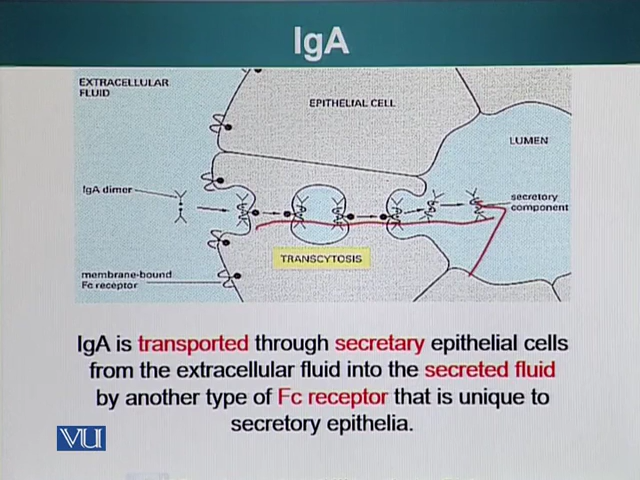 IgA
EXTRACELLULAR
FLUID
EPITHELIAL CELL
LUMEN
IgA dimer
secretory
component
TRANSCYTOSIS
membrane-bound
Fc receptor
IgA is transported through secretary epithelial cells
from the extracellular fluid into the secreted fluid
by another type of Fc receptor that is unique to
secretory epithelia.
VU